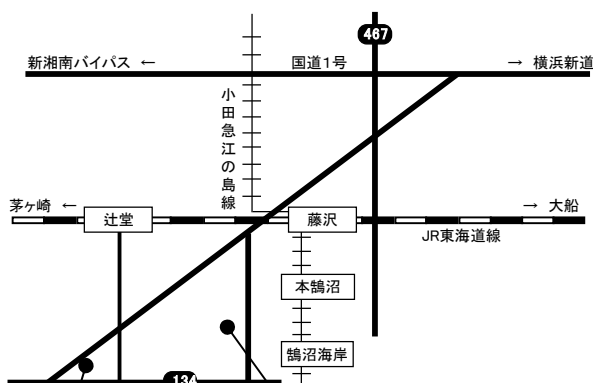 467
新湘南バイパス ←
国道1号
→ 横浜新道
小田急江の島線
茅ヶ崎 ←
辻堂
藤沢
→ 大船
JR東海道線
本鵠沼
鵠沼海岸
134